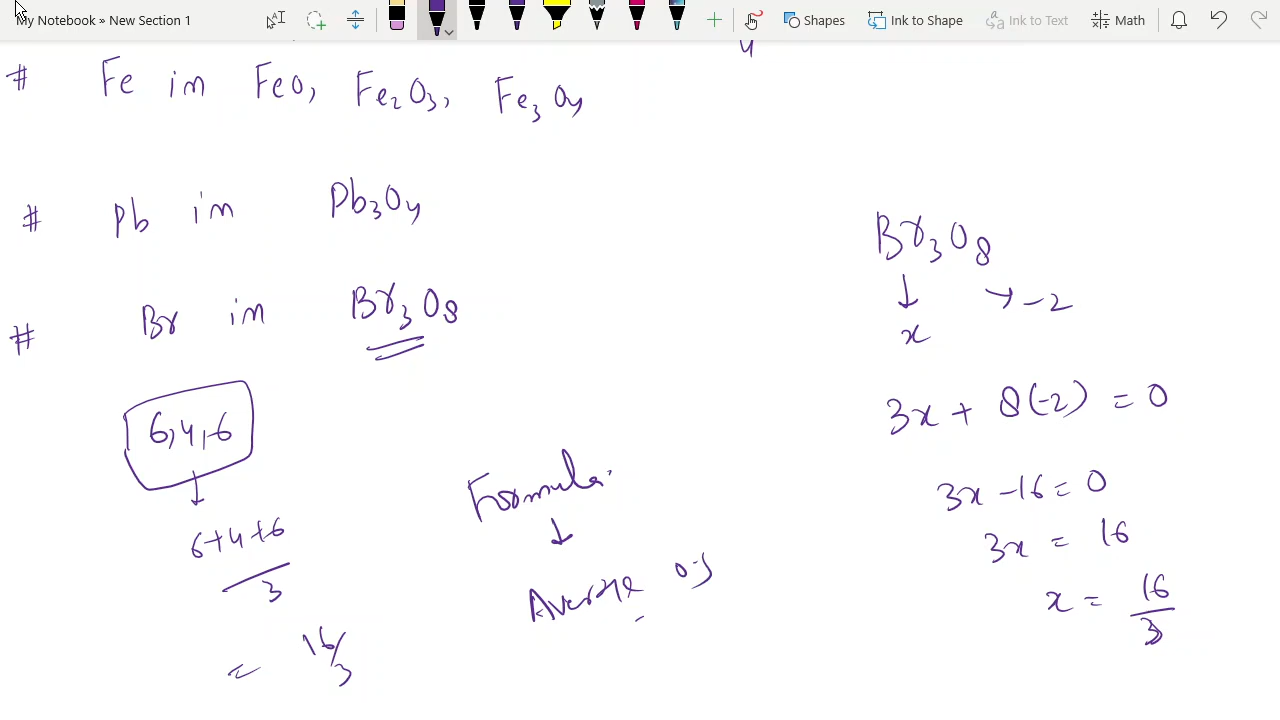 My Notebook » New Section 1
Shapes
Ink to Shape
Ink to Text
Math
4
# Fe in FeO, Fe2O3, Fe3O4
# Pb in Pb3O4
# Br in Br3O8
6,4,6
6+4+6
3
= 16/3
Formula
↓
Average o.s
Br3O8
↓ → -2
x
3x + 8(-2) = 0
3x - 16 = 0
3x = 16
x = 16
3